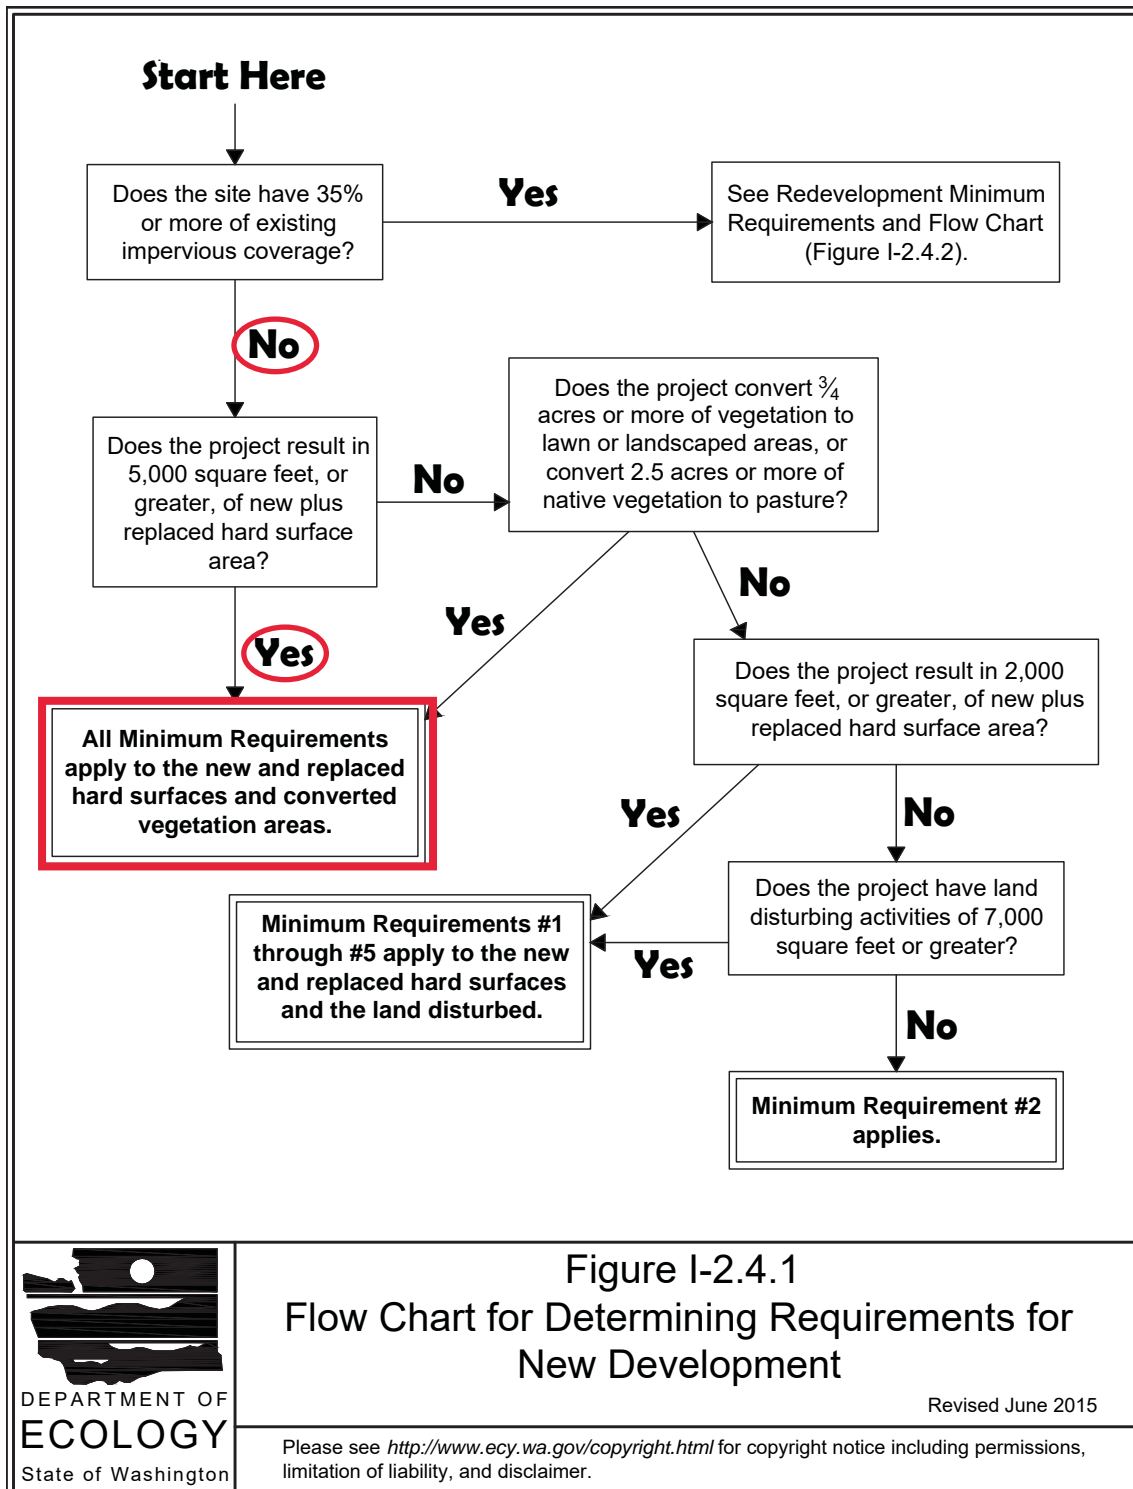 Start Here
Does the site have 35%
or more of existing
impervious coverage?
Yes
See Redevelopment Minimum
Requirements and Flow Chart
(Figure I-2.4.2).
No
Does the project result in
5,000 square feet, or
greater, of new plus
replaced hard surface
area?
No
Does the project convert ¾
acres or more of vegetation to
lawn or landscaped areas, or
convert 2.5 acres or more of
native vegetation to pasture?
Yes
Yes
No
All Minimum Requirements
apply to the new and replaced
hard surfaces and converted
vegetation areas.
Does the project result in 2,000
square feet, or greater, of new plus
replaced hard surface area?
Yes
No
Minimum Requirements #1
through #5 apply to the new
and replaced hard surfaces
and the land disturbed.
Yes
Does the project have land
disturbing activities of 7,000
square feet or greater?
No
Minimum Requirement #2
applies.
DEPARTMENT OF
ECOLOGY
State of Washington
Figure I-2.4.1
Flow Chart for Determining Requirements for
New Development
Revised June 2015
Please see http://www.ecy.wa.gov/copyright.html for copyright notice including permissions,
limitation of liability, and disclaimer.